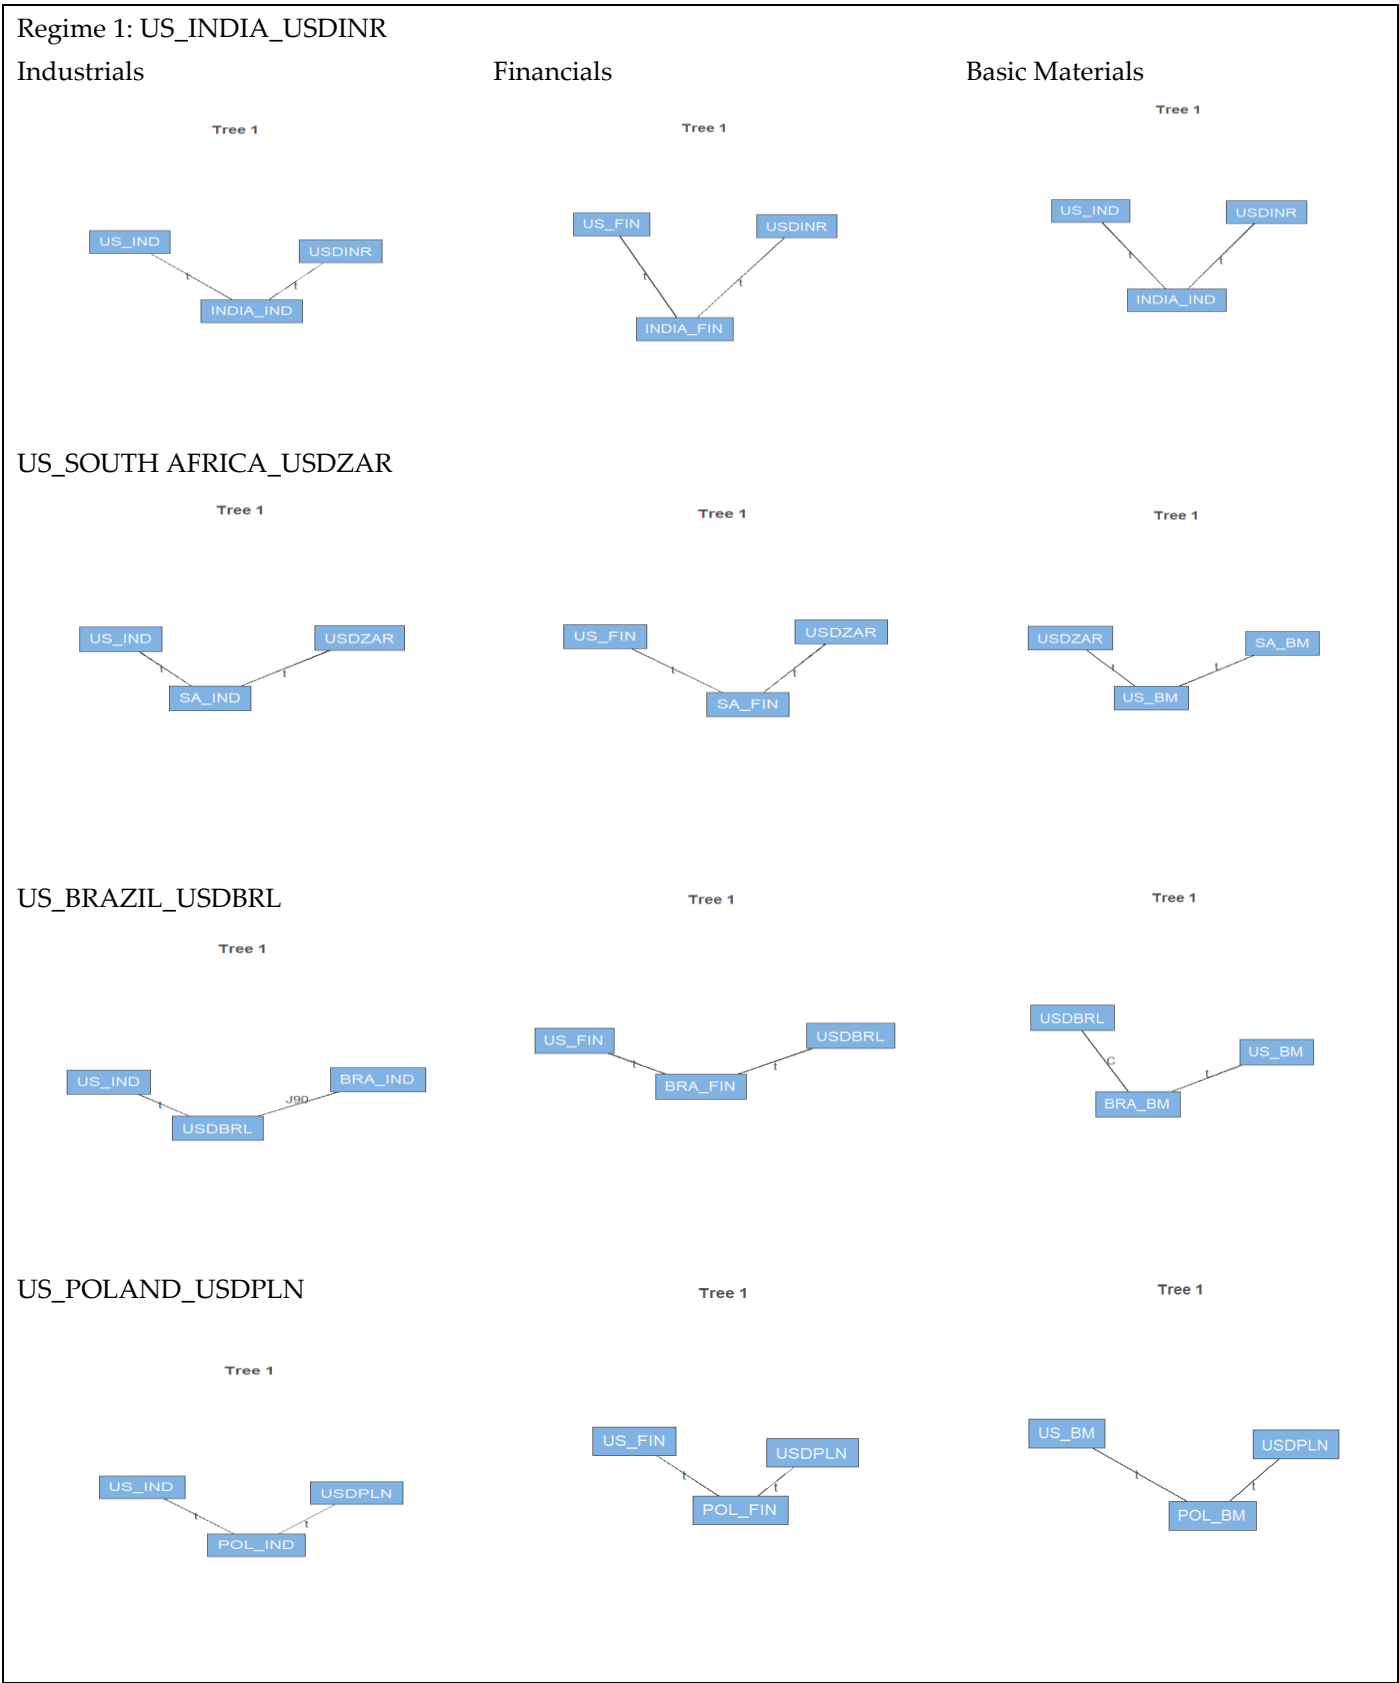 Regime 1: US_INDIA_USDINR
Industrials Financials Basic Materials
Tree 1 Tree 1 Tree 1
US_IND USDINR US_FIN USDINR US_IND USDINR
t t t t t t
INDIA_IND INDIA_FIN INDIA_IND
US_SOUTH AFRICA_USDZAR
Tree 1 Tree 1 Tree 1
US_IND USDZAR US_FIN USDZAR USDZAR SA_BM
t t t t t t
SA_IND SA_FIN US_BM
US_BRAZIL_USDBRL
Tree 1 Tree 1 Tree 1
US_IND BRA_IND US_FIN USDBRL USDBRL US_BM
t J90 t t C t
USDBRL BRA_FIN BRA_BM
US_POLAND_USDPLN
Tree 1 Tree 1 Tree 1
US_IND USDPLN US_FIN USDPLN US_BM USDPLN
t t t t t t
POL_IND POL_FIN POL_BM